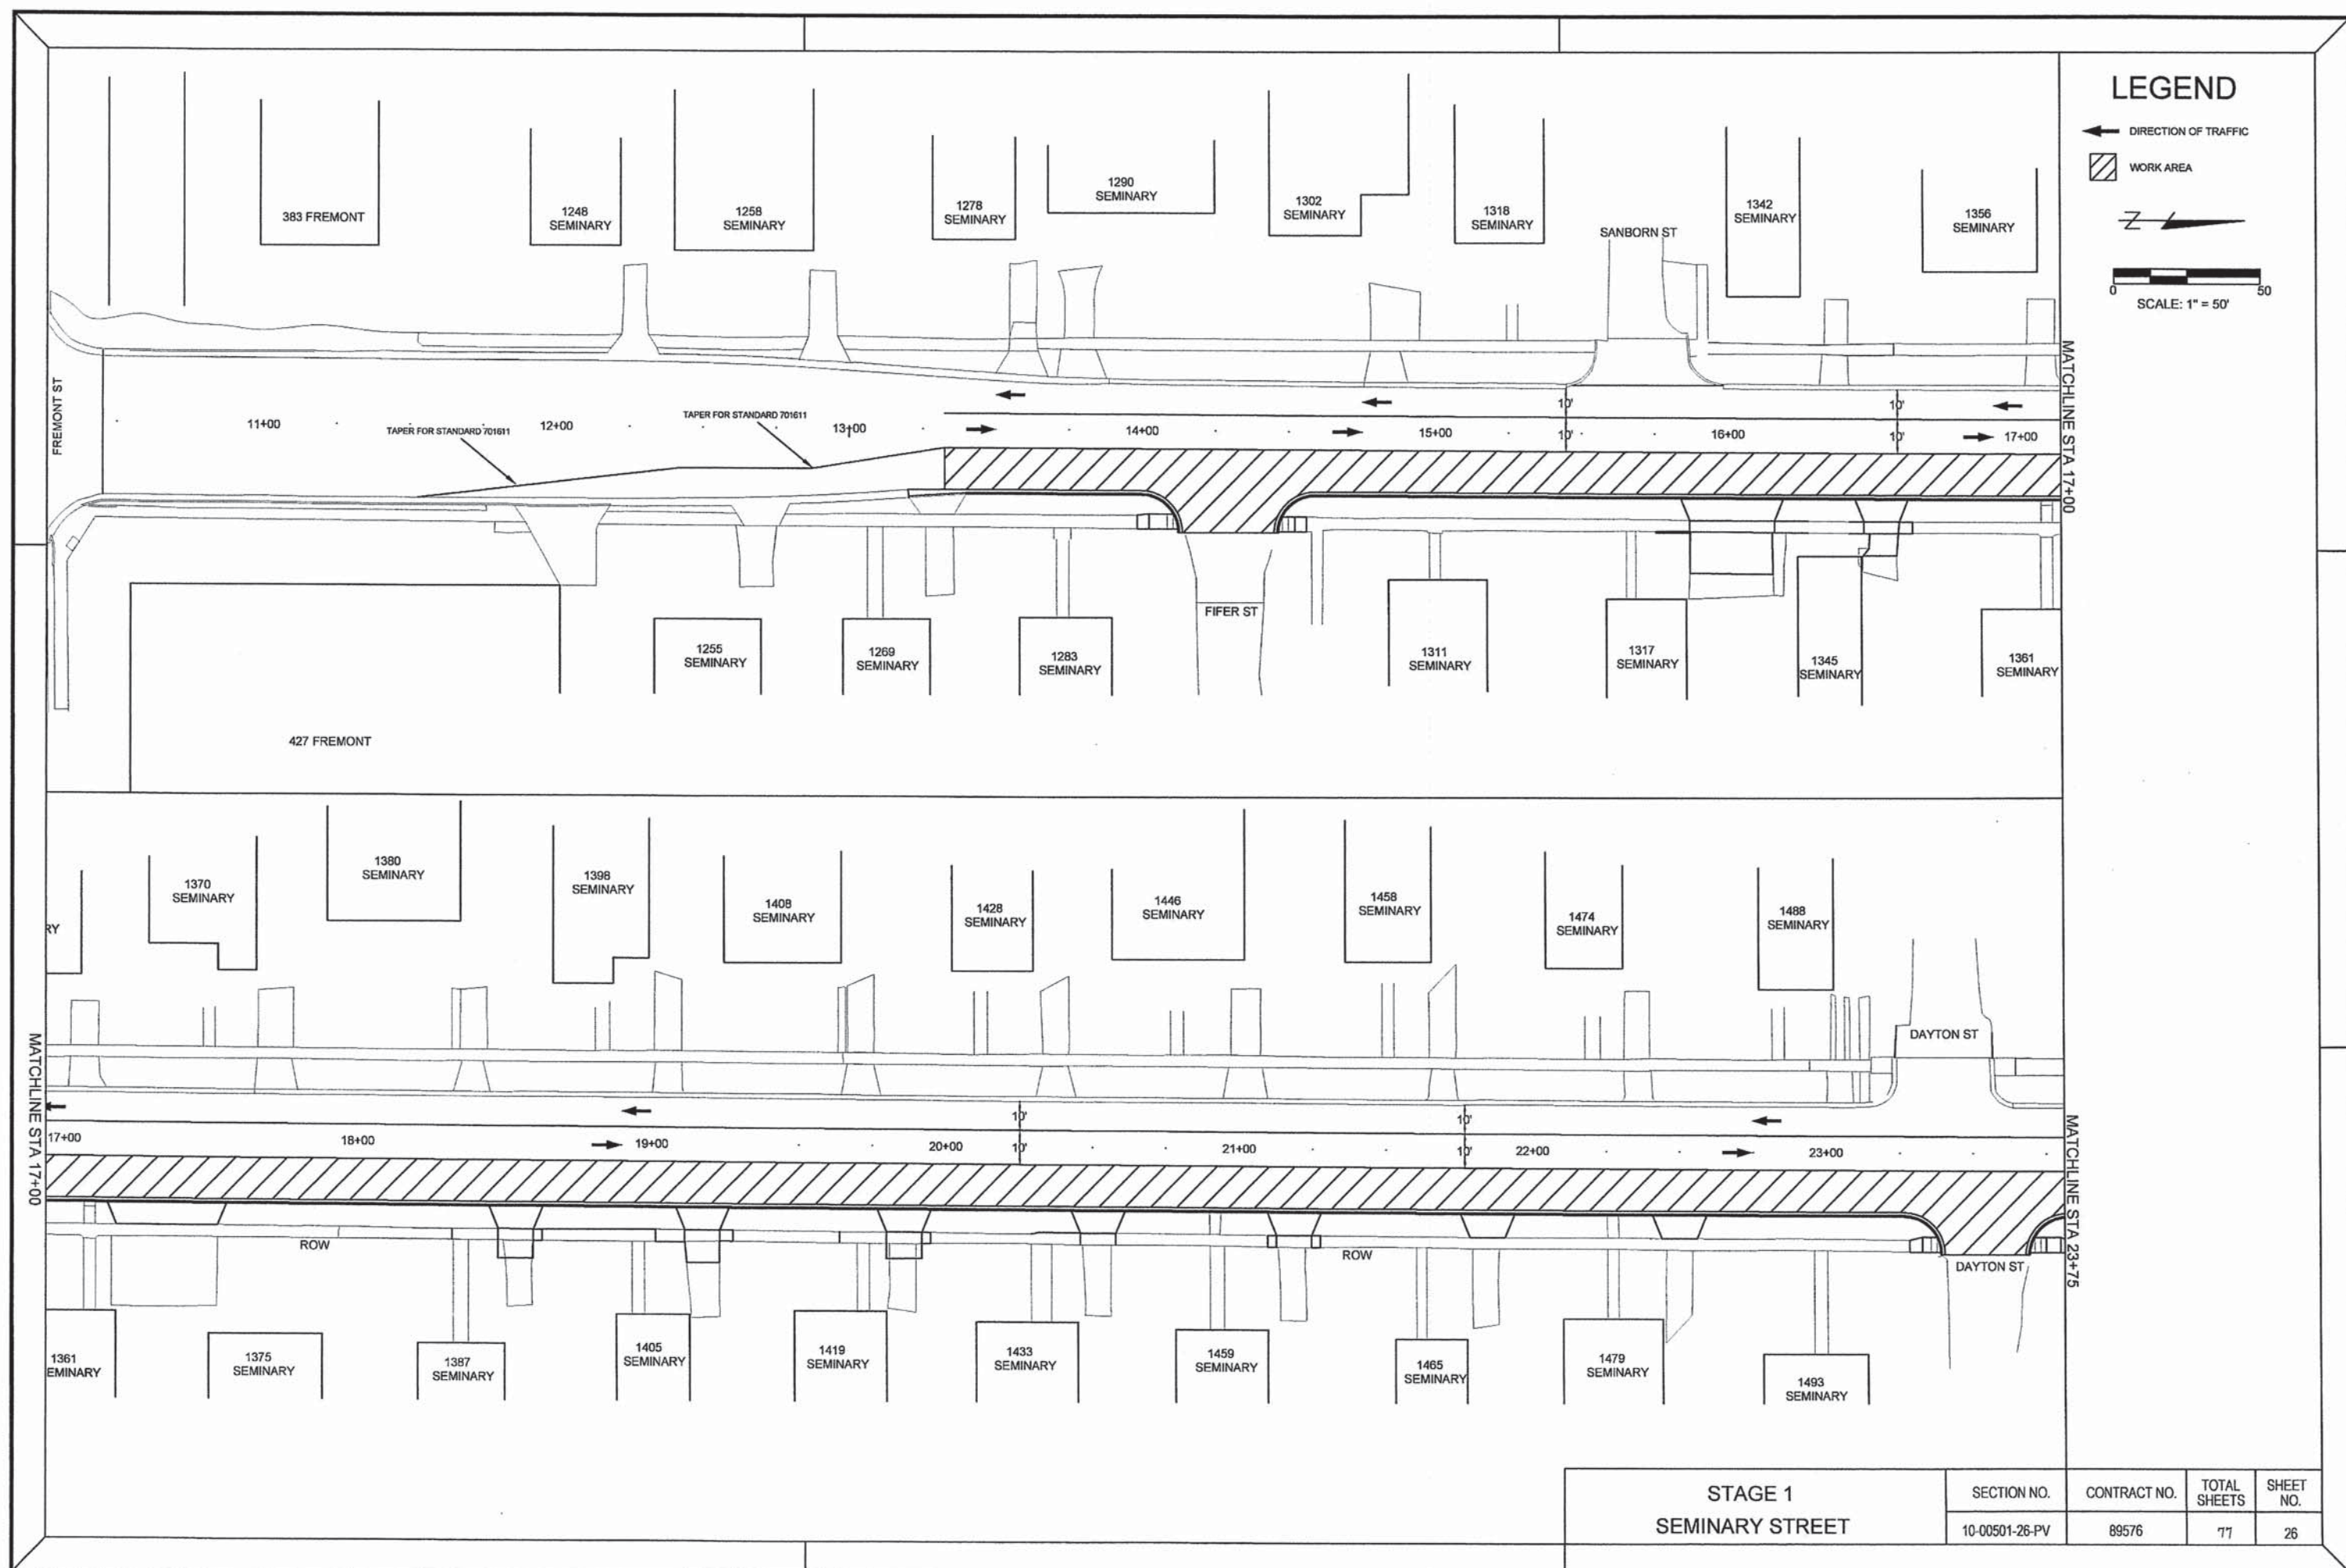 LEGEND
DIRECTION OF TRAFFIC
WORK AREA
Z
0 50
SCALE: 1" = 50'
383 FREMONT
1248
SEMINARY
1258
SEMINARY
1278
SEMINARY
1290
SEMINARY
1302
SEMINARY
1318
SEMINARY
SANBORN ST
1342
SEMINARY
1356
SEMINARY
FREMONT ST
MATCHLINE STA 17+00
10'
10'
TAPER FOR STANDARD 701611
TAPER FOR STANDARD 701611
11+00
12+00
13+00
14+00
15+00
10'
16+00
10'
17+00
FIFER ST
1255
SEMINARY
1269
SEMINARY
1283
SEMINARY
1311
SEMINARY
1317
SEMINARY
1345
SEMINARY
1361
SEMINARY
427 FREMONT
RY
1370
SEMINARY
1380
SEMINARY
1398
SEMINARY
1408
SEMINARY
1428
SEMINARY
1446
SEMINARY
1458
SEMINARY
1474
SEMINARY
1488
SEMINARY
DAYTON ST
MATCHLINE STA 17+00
10'
10'
17+00
18+00
19+00
20+00
10'
21+00
10'
22+00
23+00
MATCHLINE STA 23+75
ROW
ROW
DAYTON ST
1361
EMINARY
1375
SEMINARY
1387
SEMINARY
1405
SEMINARY
1419
SEMINARY
1433
SEMINARY
1459
SEMINARY
1465
SEMINARY
1479
SEMINARY
1493
SEMINARY
STAGE 1
SEMINARY STREET
SECTION NO.
10-00501-26-PV
CONTRACT NO.
89576
TOTAL
SHEETS
77
SHEET
NO.
26